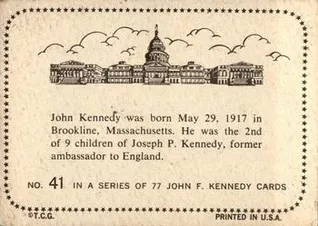 John Kennedy was born May 29, 1917 in
Brookline, Massachusetts. He was the 2nd
of 9 children of Joseph P. Kennedy, former
ambassador to England.
NO. 41 IN A SERIES OF 77 JOHN F. KENNEDY CARDS
©T.C.G. PRINTED IN U.S.A.